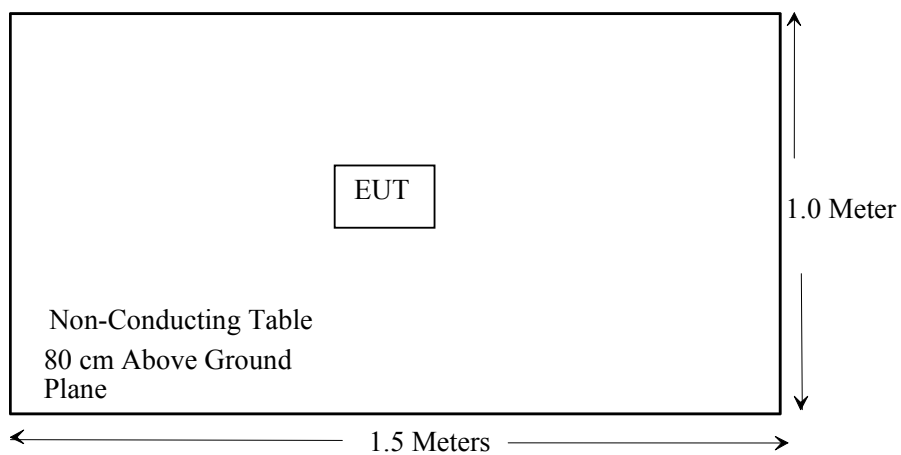 EUT
1.0 Meter
Non-Conducting Table
80 cm Above Ground
Plane
1.5 Meters